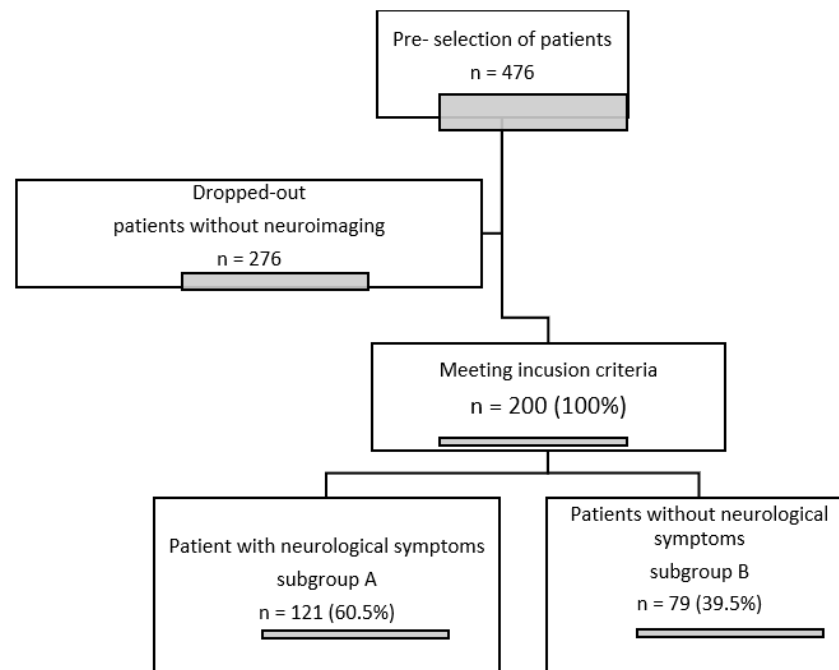 Pre- selection of patients
n = 476
Dropped-out
patients without neuroimaging
n = 276
Meeting incusion criteria
n = 200 (100%)
Patient with neurological symptoms
subgroup A
n = 121 (60.5%)
Patients without neurological
symptoms
subgroup B
n = 79 (39.5%)